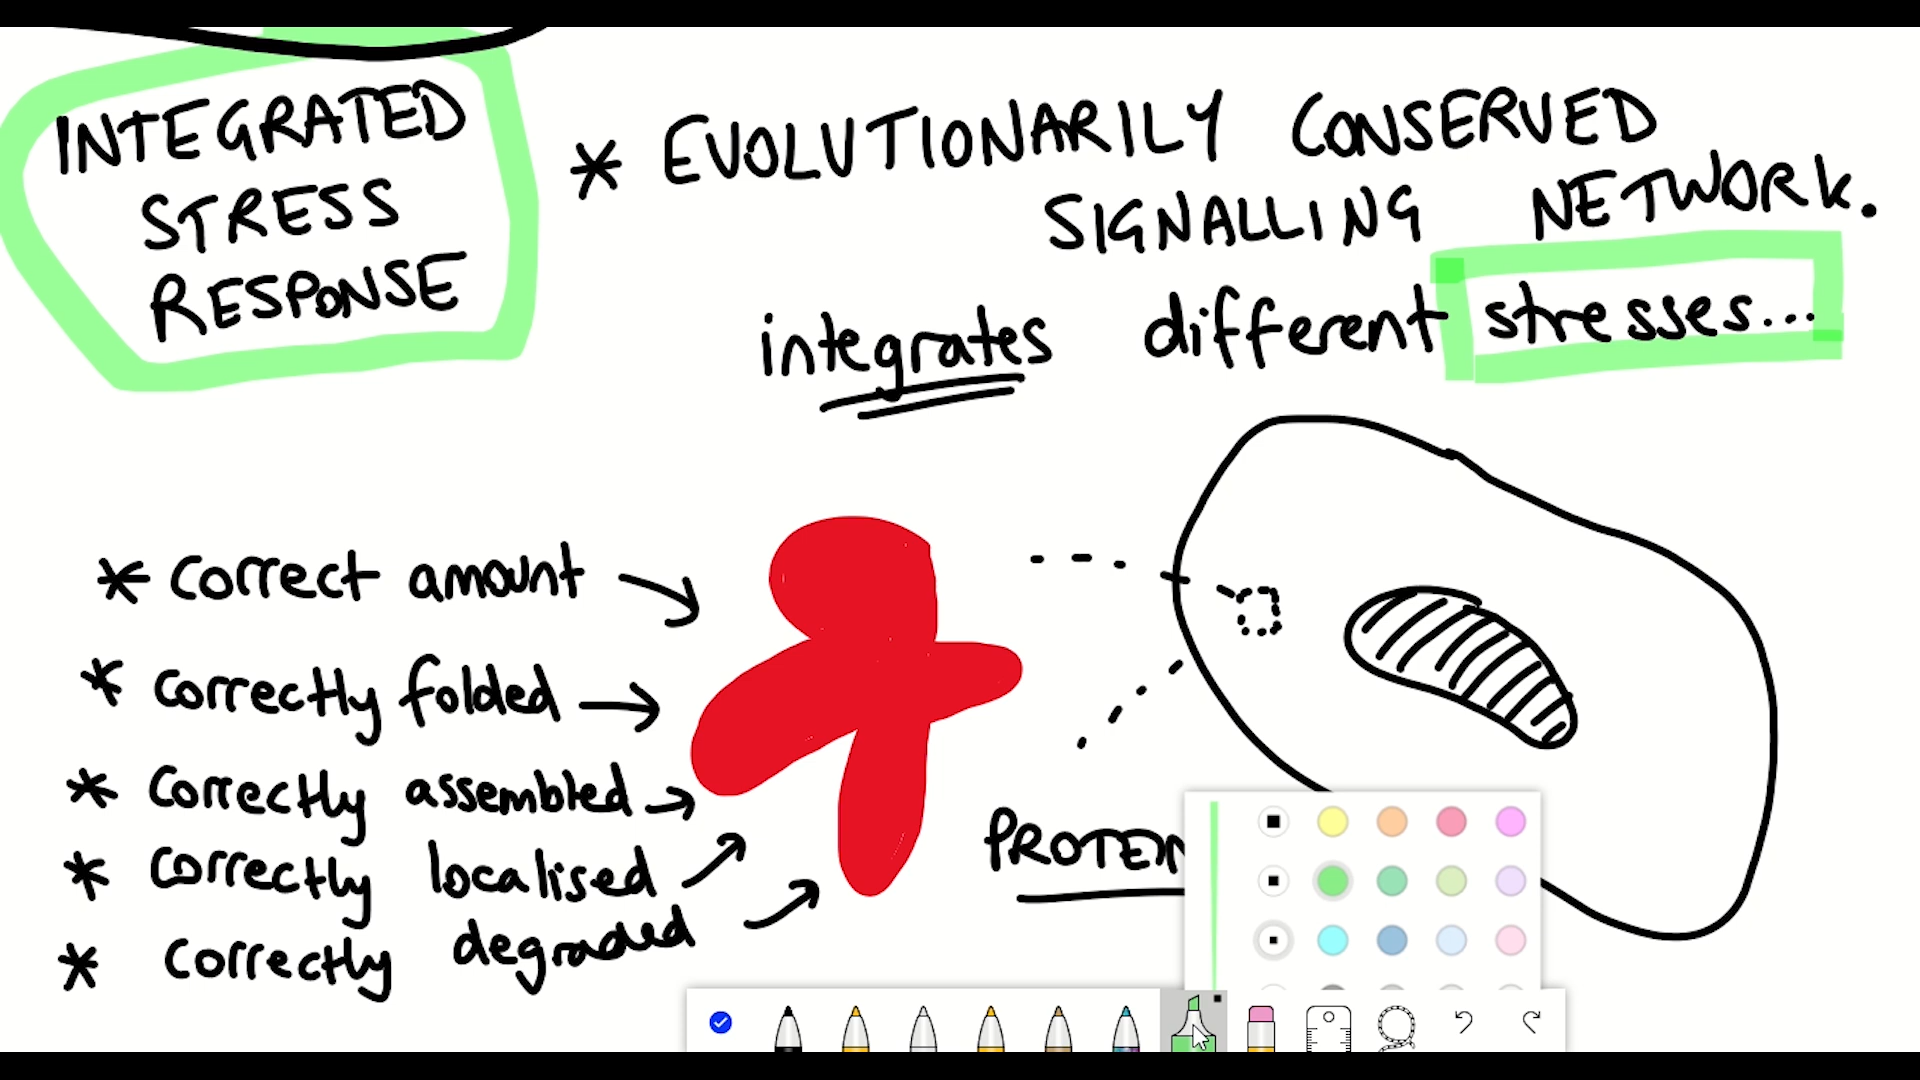 INTEGRATED
STRESS
RESPONSE
* EVOLUTIONARILY CONSERVED
SIGNALLING NETWORK.
integrates different stresses...
* correct amount
* correctly folded
* correctly assembled
* correctly localised
* correctly degraded
PROTEIN